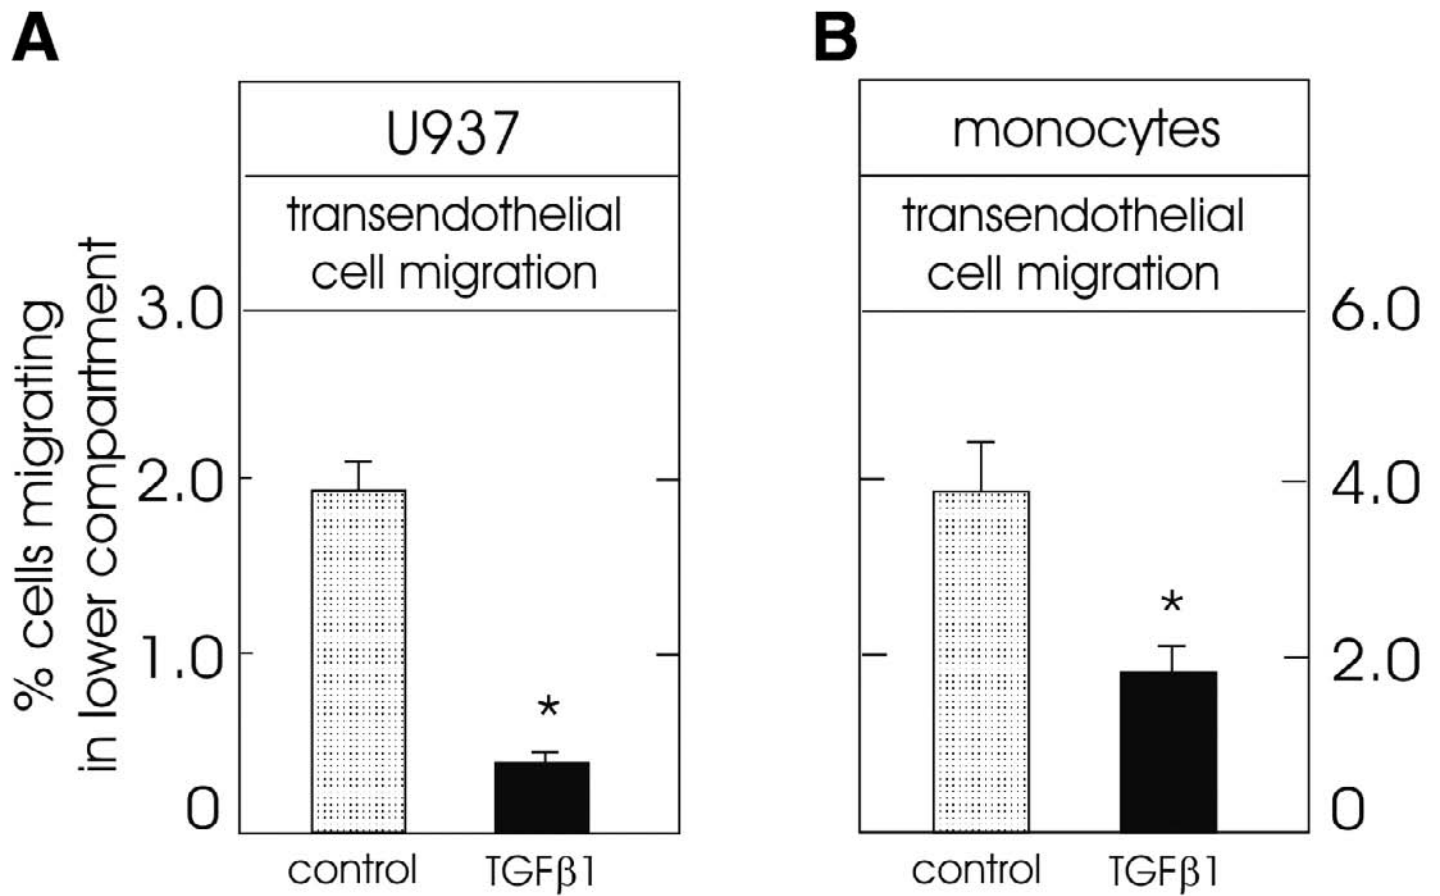 A
U937
transendothelial
cell migration
% cells migrating
in lower compartment
3.0
2.0
1.0
0
*
control
TGFβ1
B
monocytes
transendothelial
cell migration
6.0
4.0
2.0
0
*
control
TGFβ1